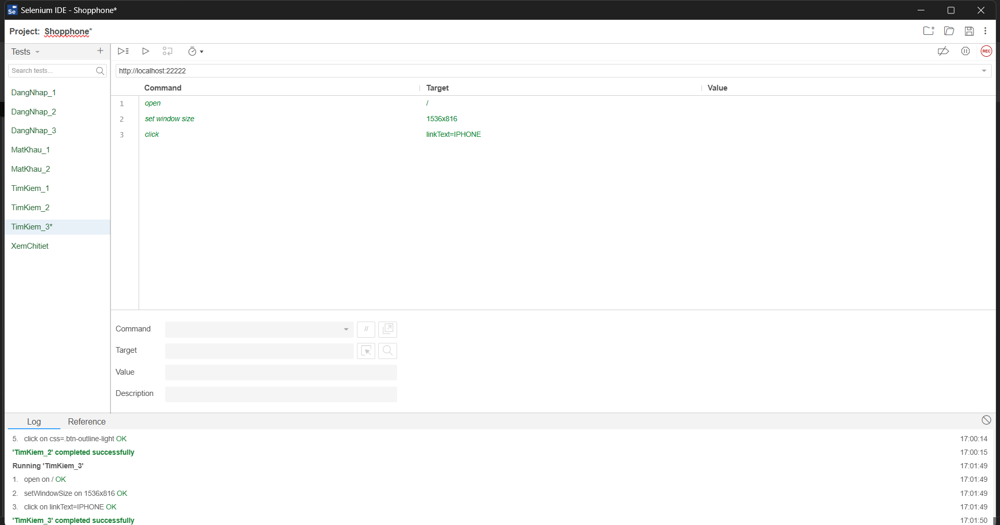 Selenium IDE - Shopphone*
Project: Shopphone*
Tests
Search tests...
DangNhap_1
DangNhap_2
DangNhap_3
MatKhau_1
MatKhau_2
TimKiem_1
TimKiem_2
TimKiem_3*
XemChitiet
REC
http://localhost:22222
Command Target Value
1 open /
2 set window size 1536x816
3 click linkText=IPHONE
Command //
Target
Value
Description
Log Reference
5. click on css=.btn-outline-light OK 17:00:14
'TimKiem_2' completed successfully 17:00:15
Running 'TimKiem_3' 17:01:49
1. open on / OK 17:01:49
2. setWindowSize on 1536x816 OK 17:01:49
3. click on linkText=IPHONE OK 17:01:49
'TimKiem_3' completed successfully 17:01:50